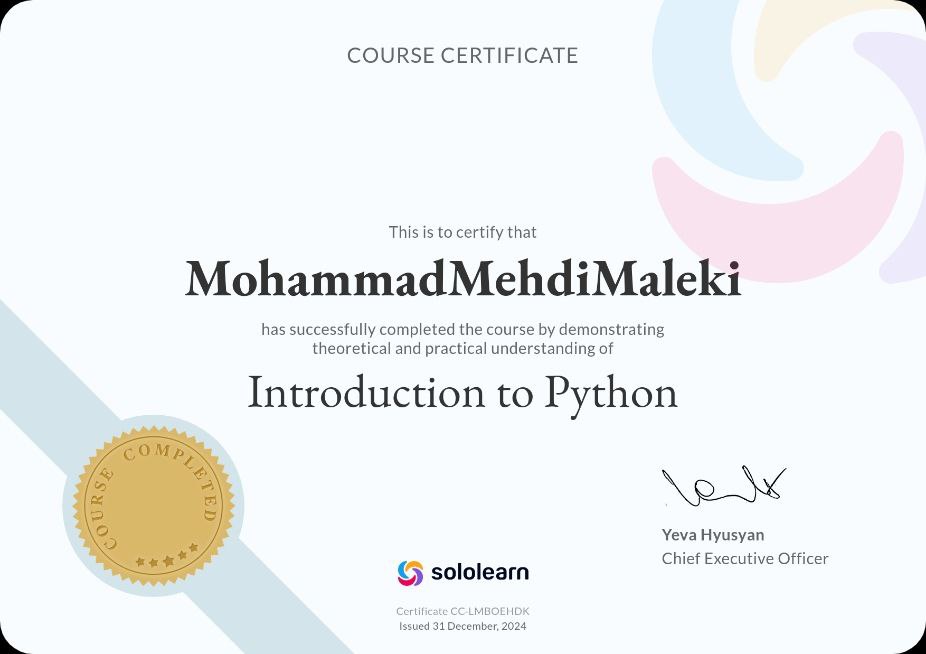 COURSE CERTIFICATE
This is to certify that
MohammadMehdiMaleki
has successfully completed the course by demonstrating
theoretical and practical understanding of
Introduction to Python
COURSE COMPLETED
Yeva Hyusyan
Chief Executive Officer
sololearn
Certificate CC-LMBOEHDK
Issued 31 December, 2024